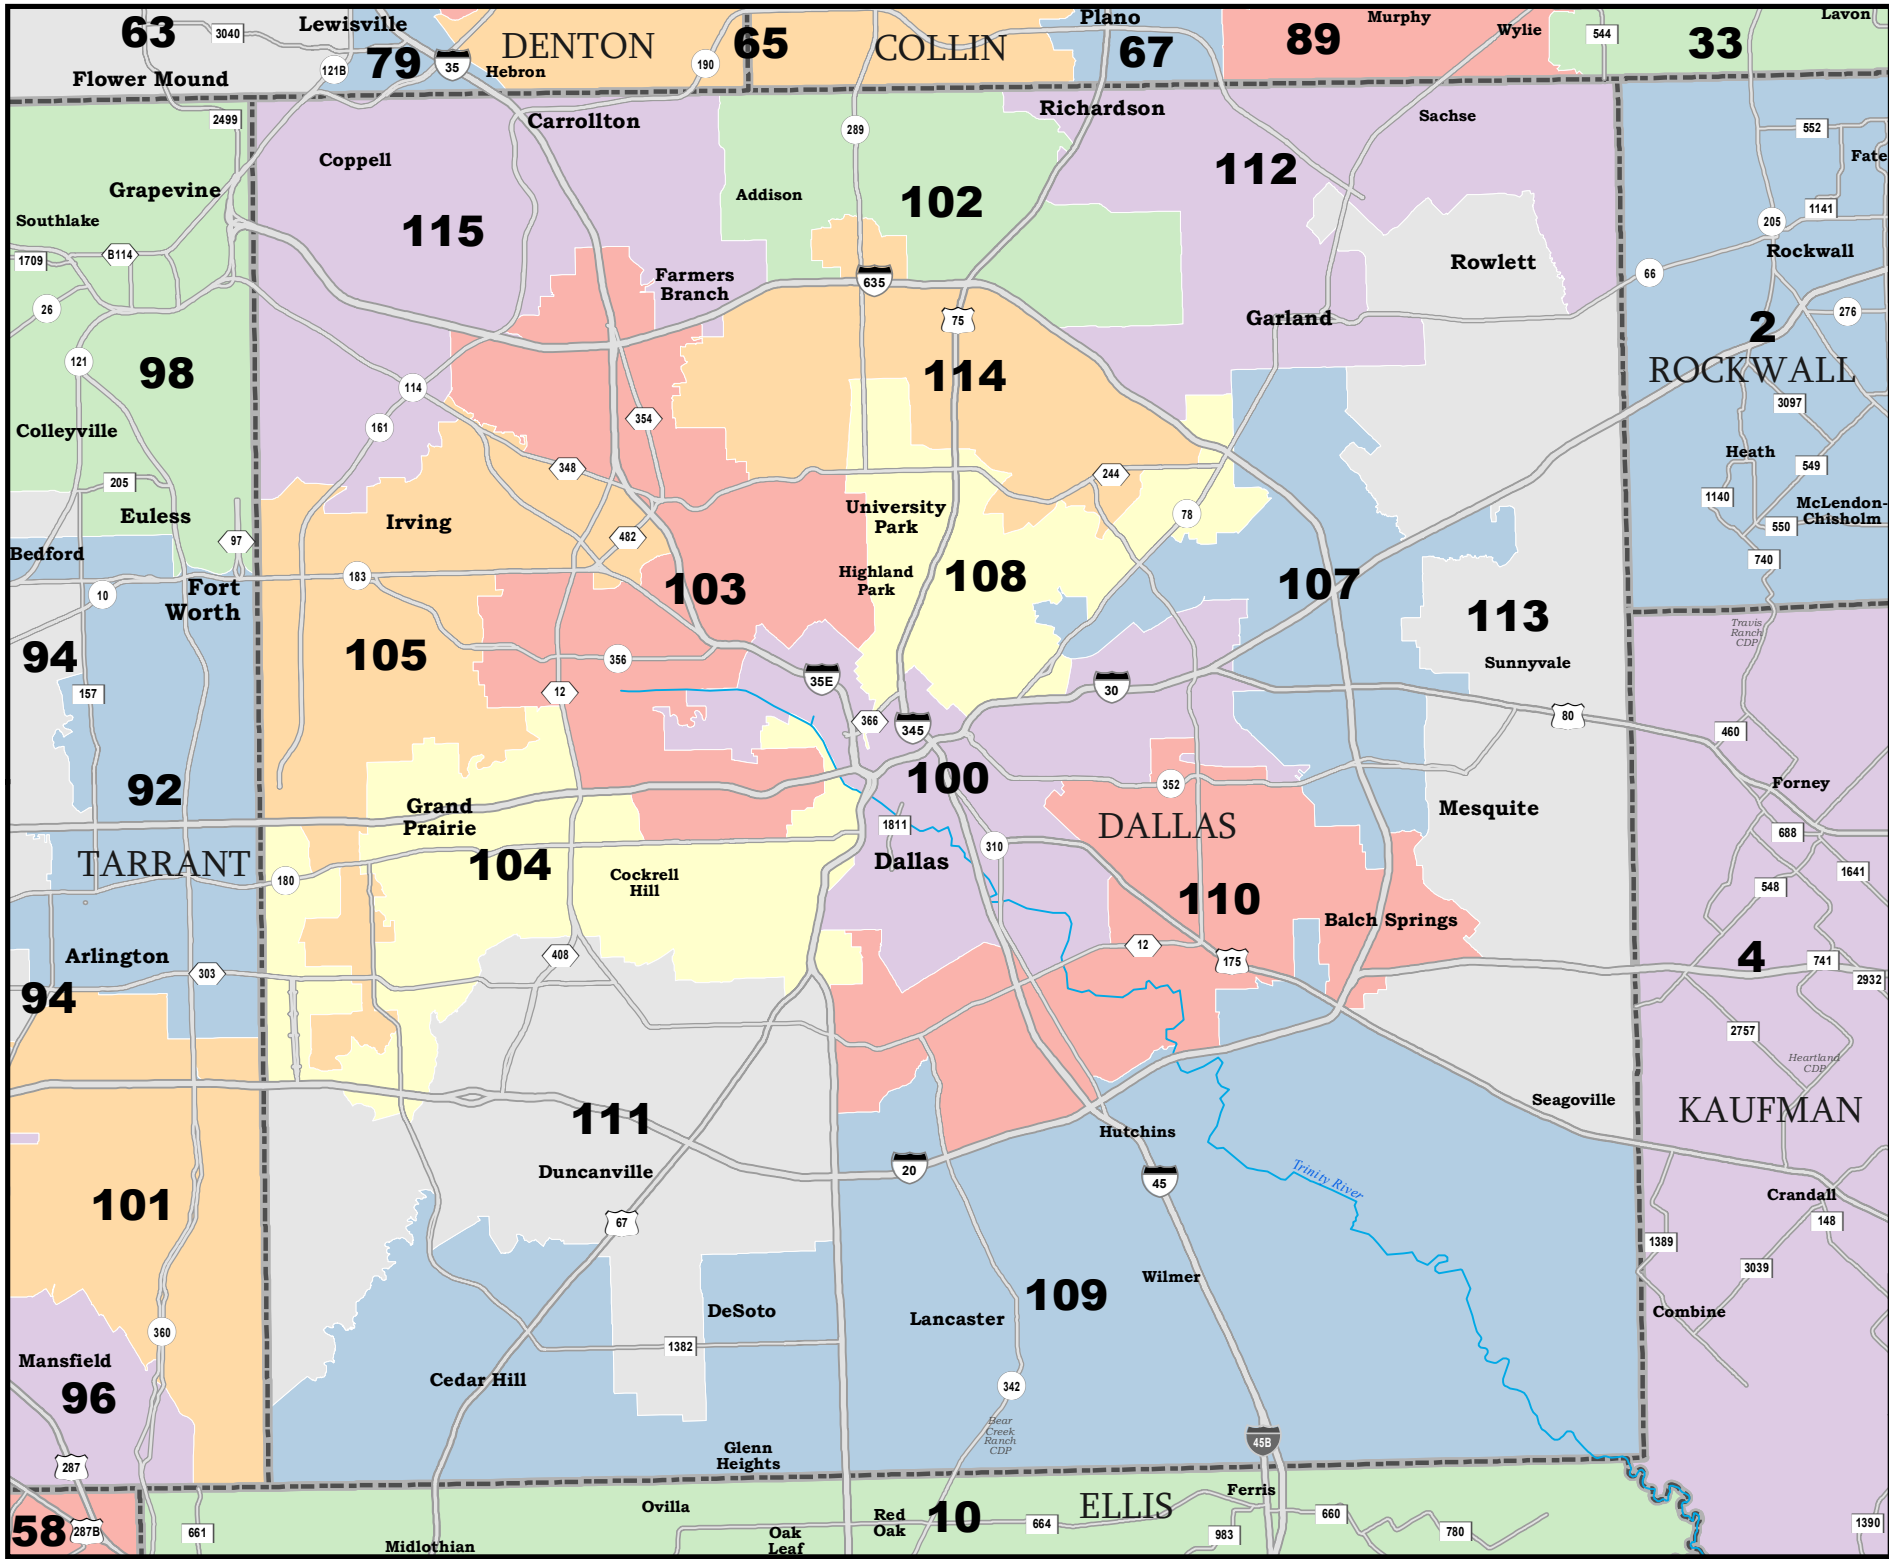 63
3040
Lewisville
79
35
Hebron
DENTON
190
65
COLLIN
Plano
67
89
Murphy
Wylie
544
33
Lavon
Flower Mound
121B
2499
Carrollton
289
Richardson
Sachse
552
Fate
Coppell
112
Grapevine
Addison
102
1141
Southlake
205
115
B114
1709
Rockwall
Farmers
Branch
Rowlett
66
635
26
276
75
Garland
2
121
98
114
ROCKWALL
114
3097
161
354
Colleyville
Heath
348
244
549
205
1140
University
Park
McLendon-
Chisholm
Euless
Irving
78
550
97
482
Bedford
740
183
Highland
Park
108
107
10
Fort
Worth
103
113
94
Travis
Ranch
CDP
105
356
Sunnyvale
35E
157
12
30
366
345
80
460
100
352
Forney
92
Grand
Prairie
Mesquite
1811
DALLAS
688
310
TARRANT
104
Dallas
1641
180
Cockrell
Hill
548
110
Balch Springs
12
Arlington
408
175
4
741
303
2932
94
2757
Heartland
CDP
Seagoville
KAUFMAN
111
Hutchins
Duncanville
20
45
Trinity River
101
Crandall
67
148
1389
3039
109
Wilmer
DeSoto
Lancaster
Combine
360
1382
Mansfield
Cedar Hill
342
96
Bear
Creek
Ranch
CDP
45B
Glenn
Heights
287
Ferris
Ovilla
ELLIS
10
Red
Oak
660
58
287B
661
664
983
780
1390
Oak
Leaf
Midlothian